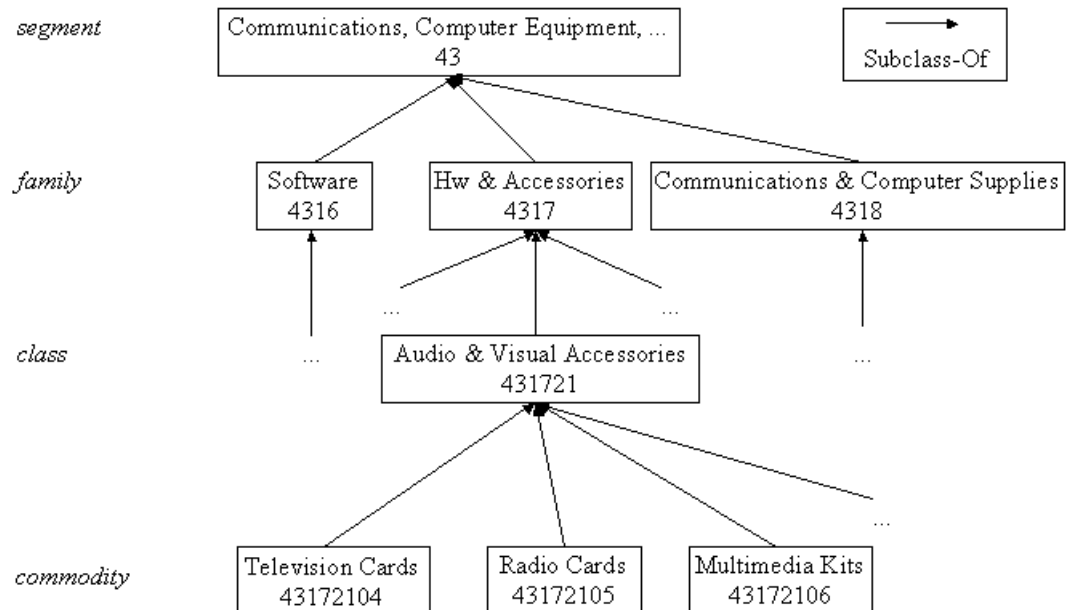 segment
Communications, Computer Equipment, ...
43
Subclass-Of
family
Software
4316
Hw & Accessories
4317
Communications & Computer Supplies
4318
...
...
class
...
Audio & Visual Accessories
431721
...
...
commodity
Television Cards
43172104
Radio Cards
43172105
Multimedia Kits
43172106